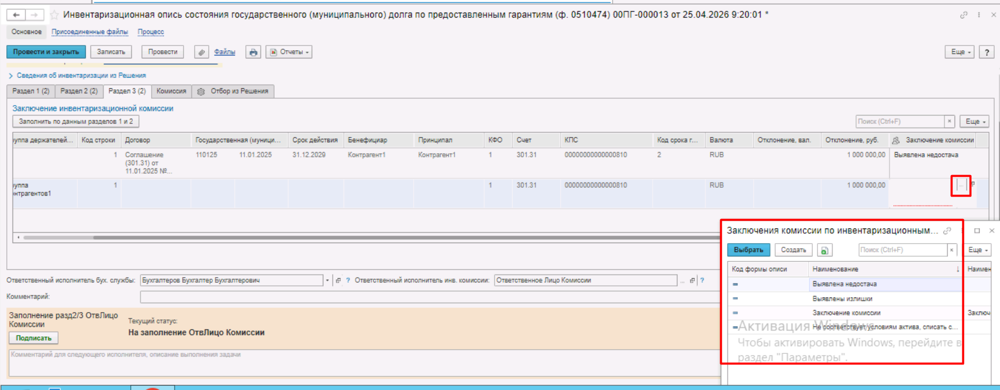 Инвентаризационная опись состояния государственного (муниципального) долга по предоставленным гарантиям (ф. 0510474) 00ПГ-000013 от 25.04.2026 9:20:01 *
Основное Присоединенные файлы Процесс
Провести и закрыть Записать Провести Файлы Отчеты Еще ?
Сведения об инвентаризации из Решения
Раздел 1 (2) Раздел 2 (2) Раздел 3 (2) Комиссия Отбор из Решения
Заключение инвентаризационной комиссии
Заполнить по данным разделов 1 и 2 Поиск (Ctrl+F) × Еще
уппа держателей... Код строки Договор Государственная (муници... Срок действия Бенефициар Принципал КФО Счет КПС Код срока г... Валюта Отклонение, вал. Отклонение, руб. Заключение комиссии
1 Соглашение 110125 11.01.2025 31.12.2029 Контрагент1 Контрагент1 1 301.31 00000000000000810 2 RUB 1 000 000,00 Выявлена недостача
(301.31) от
11.01.2025 №...
уппа 1 1 301.31 00000000000000810 RUB 1 000 000,00 ...
нтрагентов1
Заключения комиссии по инвентаризационным...
Выбрать Создать Поиск (Ctrl+F) × Еще
Код формы описи Наименование ↓ Наимен
Выявлена недостача
Выявлены излишки
Заключение комиссии Заключ
Не соответствует условиям актива, списать с...
Ответственный исполнитель бух. службы: Бухгалтеров Бухгалтер Бухгалтерович ? Ответственный исполнитель инв. комиссии: Ответственное Лицо Комиссии ... ?
Комментарий:
Заполнение разд2/3 ОтвЛицо
Комиссии
Текущий статус:
На заполнение ОтвЛицо Комиссии
Подписать
Комментарий для следующего исполнителя, описание выполнения задачи
Активация Windows
Чтобы активировать Windows, перейдите в
раздел "Параметры".